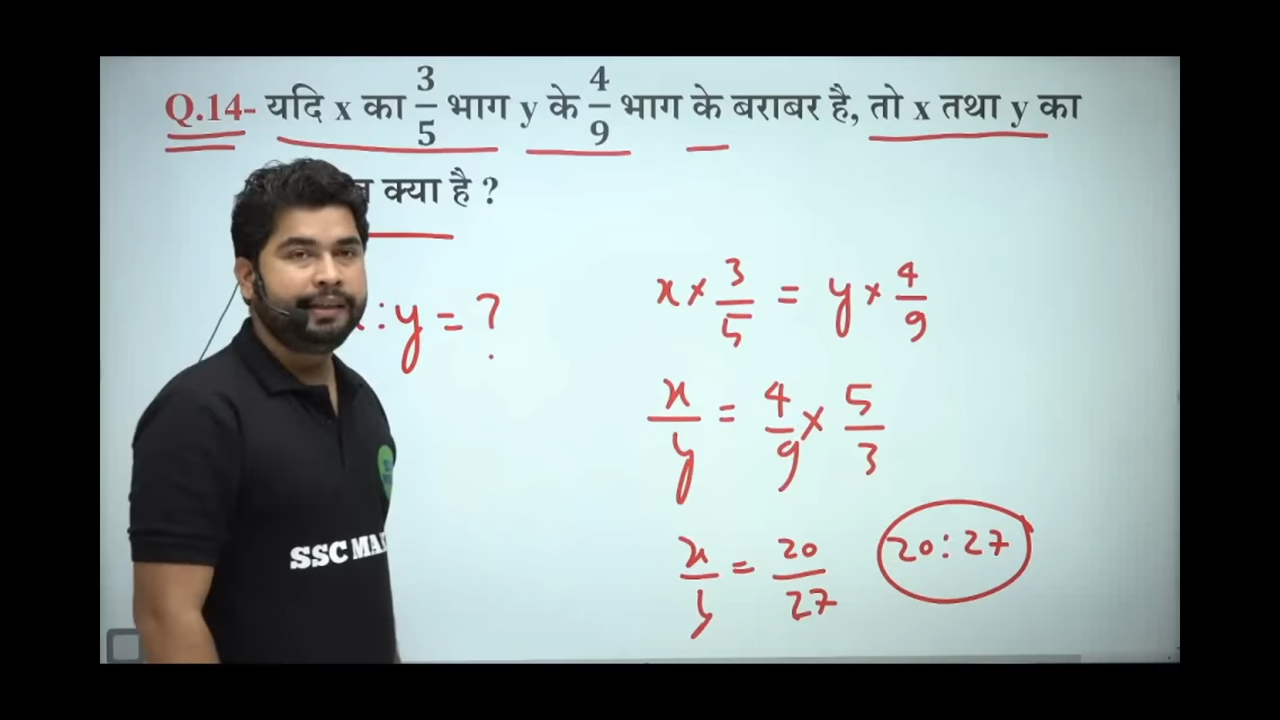 Q.14- यदि x का 3/5 भाग y के 4/9 भाग के बराबर है, तो x तथा y का
क्या है ?
: y = ?
x × 3/5 = y × 4/9
x/y = 4/9 × 5/3
x/y = 20/27
20 : 27
SSC